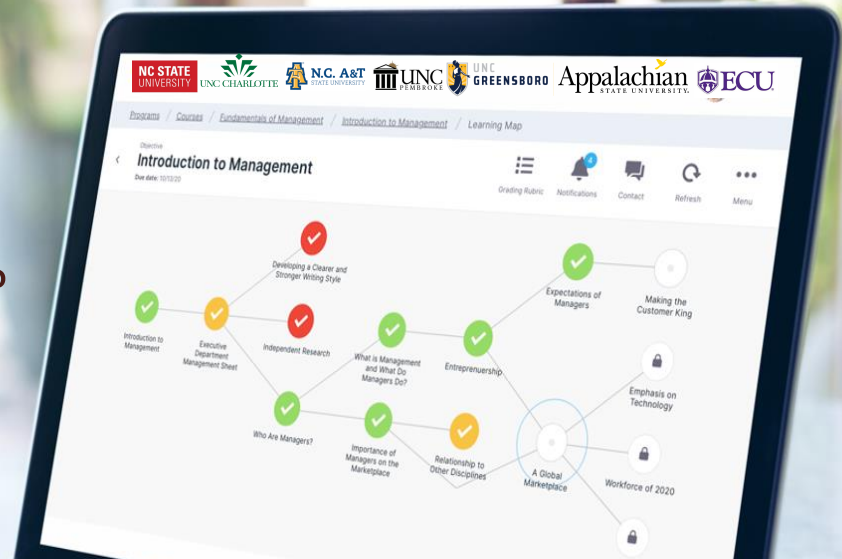 NC STATE
UNIVERSITY
UNC CHARLOTTE
N.C. A&T
STATE UNIVERSITY
UNC
PEMBROKE
UNC
GREENSBORO
Appalachian
STATE UNIVERSITY.
ECU
Programs / Courses / Fundamentals of Management / Introduction to Management / Learning Map
Objective
Introduction to Management
Due date: 10/13/20
Grading Rubric
4
Notifications
Contact
Refresh
Menu
Developing a Clearer and
Stronger Writing Style
Expectations of
Managers
Making the
Customer King
Introduction to
Management
Executive
Department
Management Sheet
Independent Research
What is Management
and What Do
Managers Do?
Entreprenuership
Emphasis on
Technology
Who Are Managers?
Importance of
Managers on the
Marketplace
Relationship to
Other Disciplines
A Global
Marketplace
Workforce of 2020